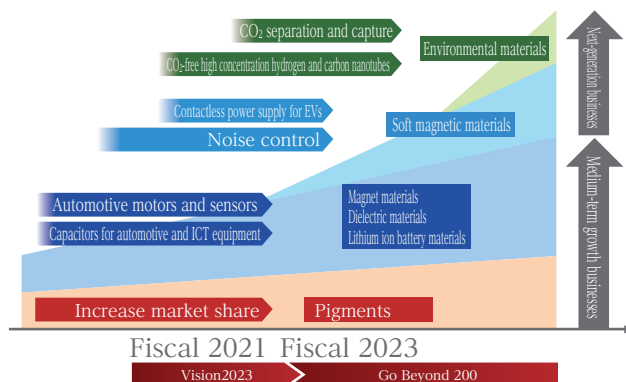 CO₂ separation and capture
Environmental materials
CO₂-free high concentration hydrogen and carbon nanotubes
Contactless power supply for EVs
Soft magnetic materials
Noise control
Automotive motors and sensors
Capacitors for automotive and ICT equipment
Magnet materials
Dielectric materials
Lithium ion battery materials
Increase market share
Pigments
Next-generation businesses
Medium-term growth businesses
Fiscal 2021
Fiscal 2023
Vision2023
Go Beyond 200